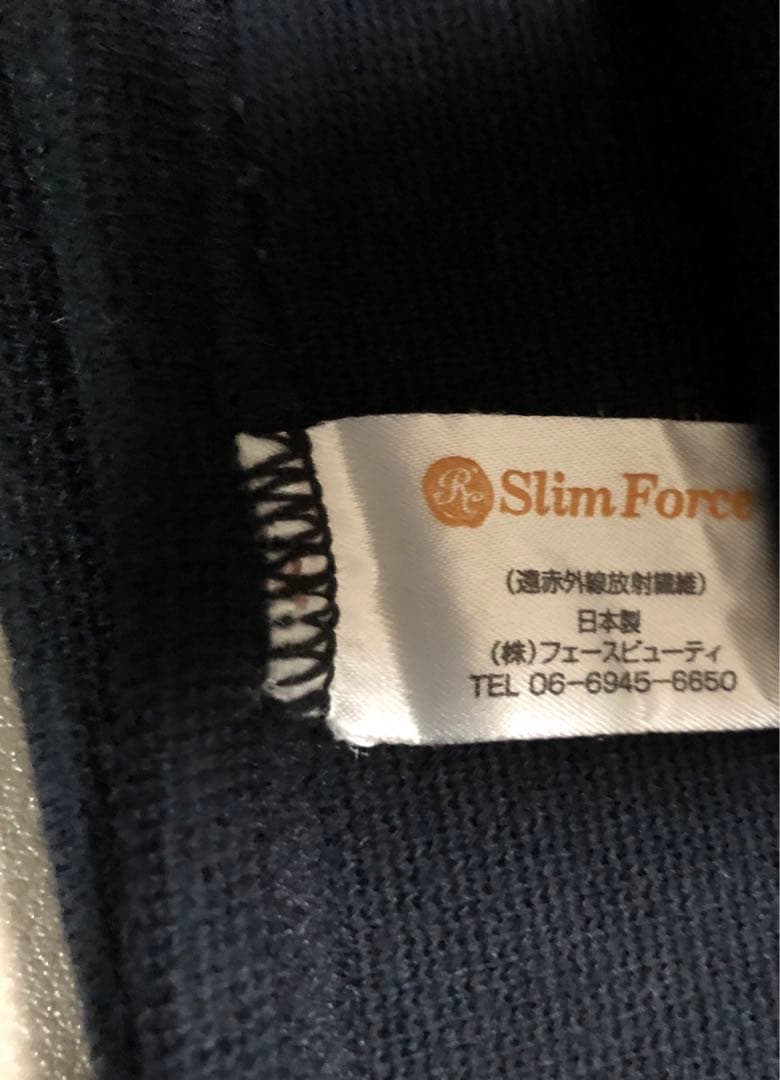 Rc Slim Force
(遠赤外線放射繊維)
日本製
(株)フェースビューティ
TEL 06-6945-6650